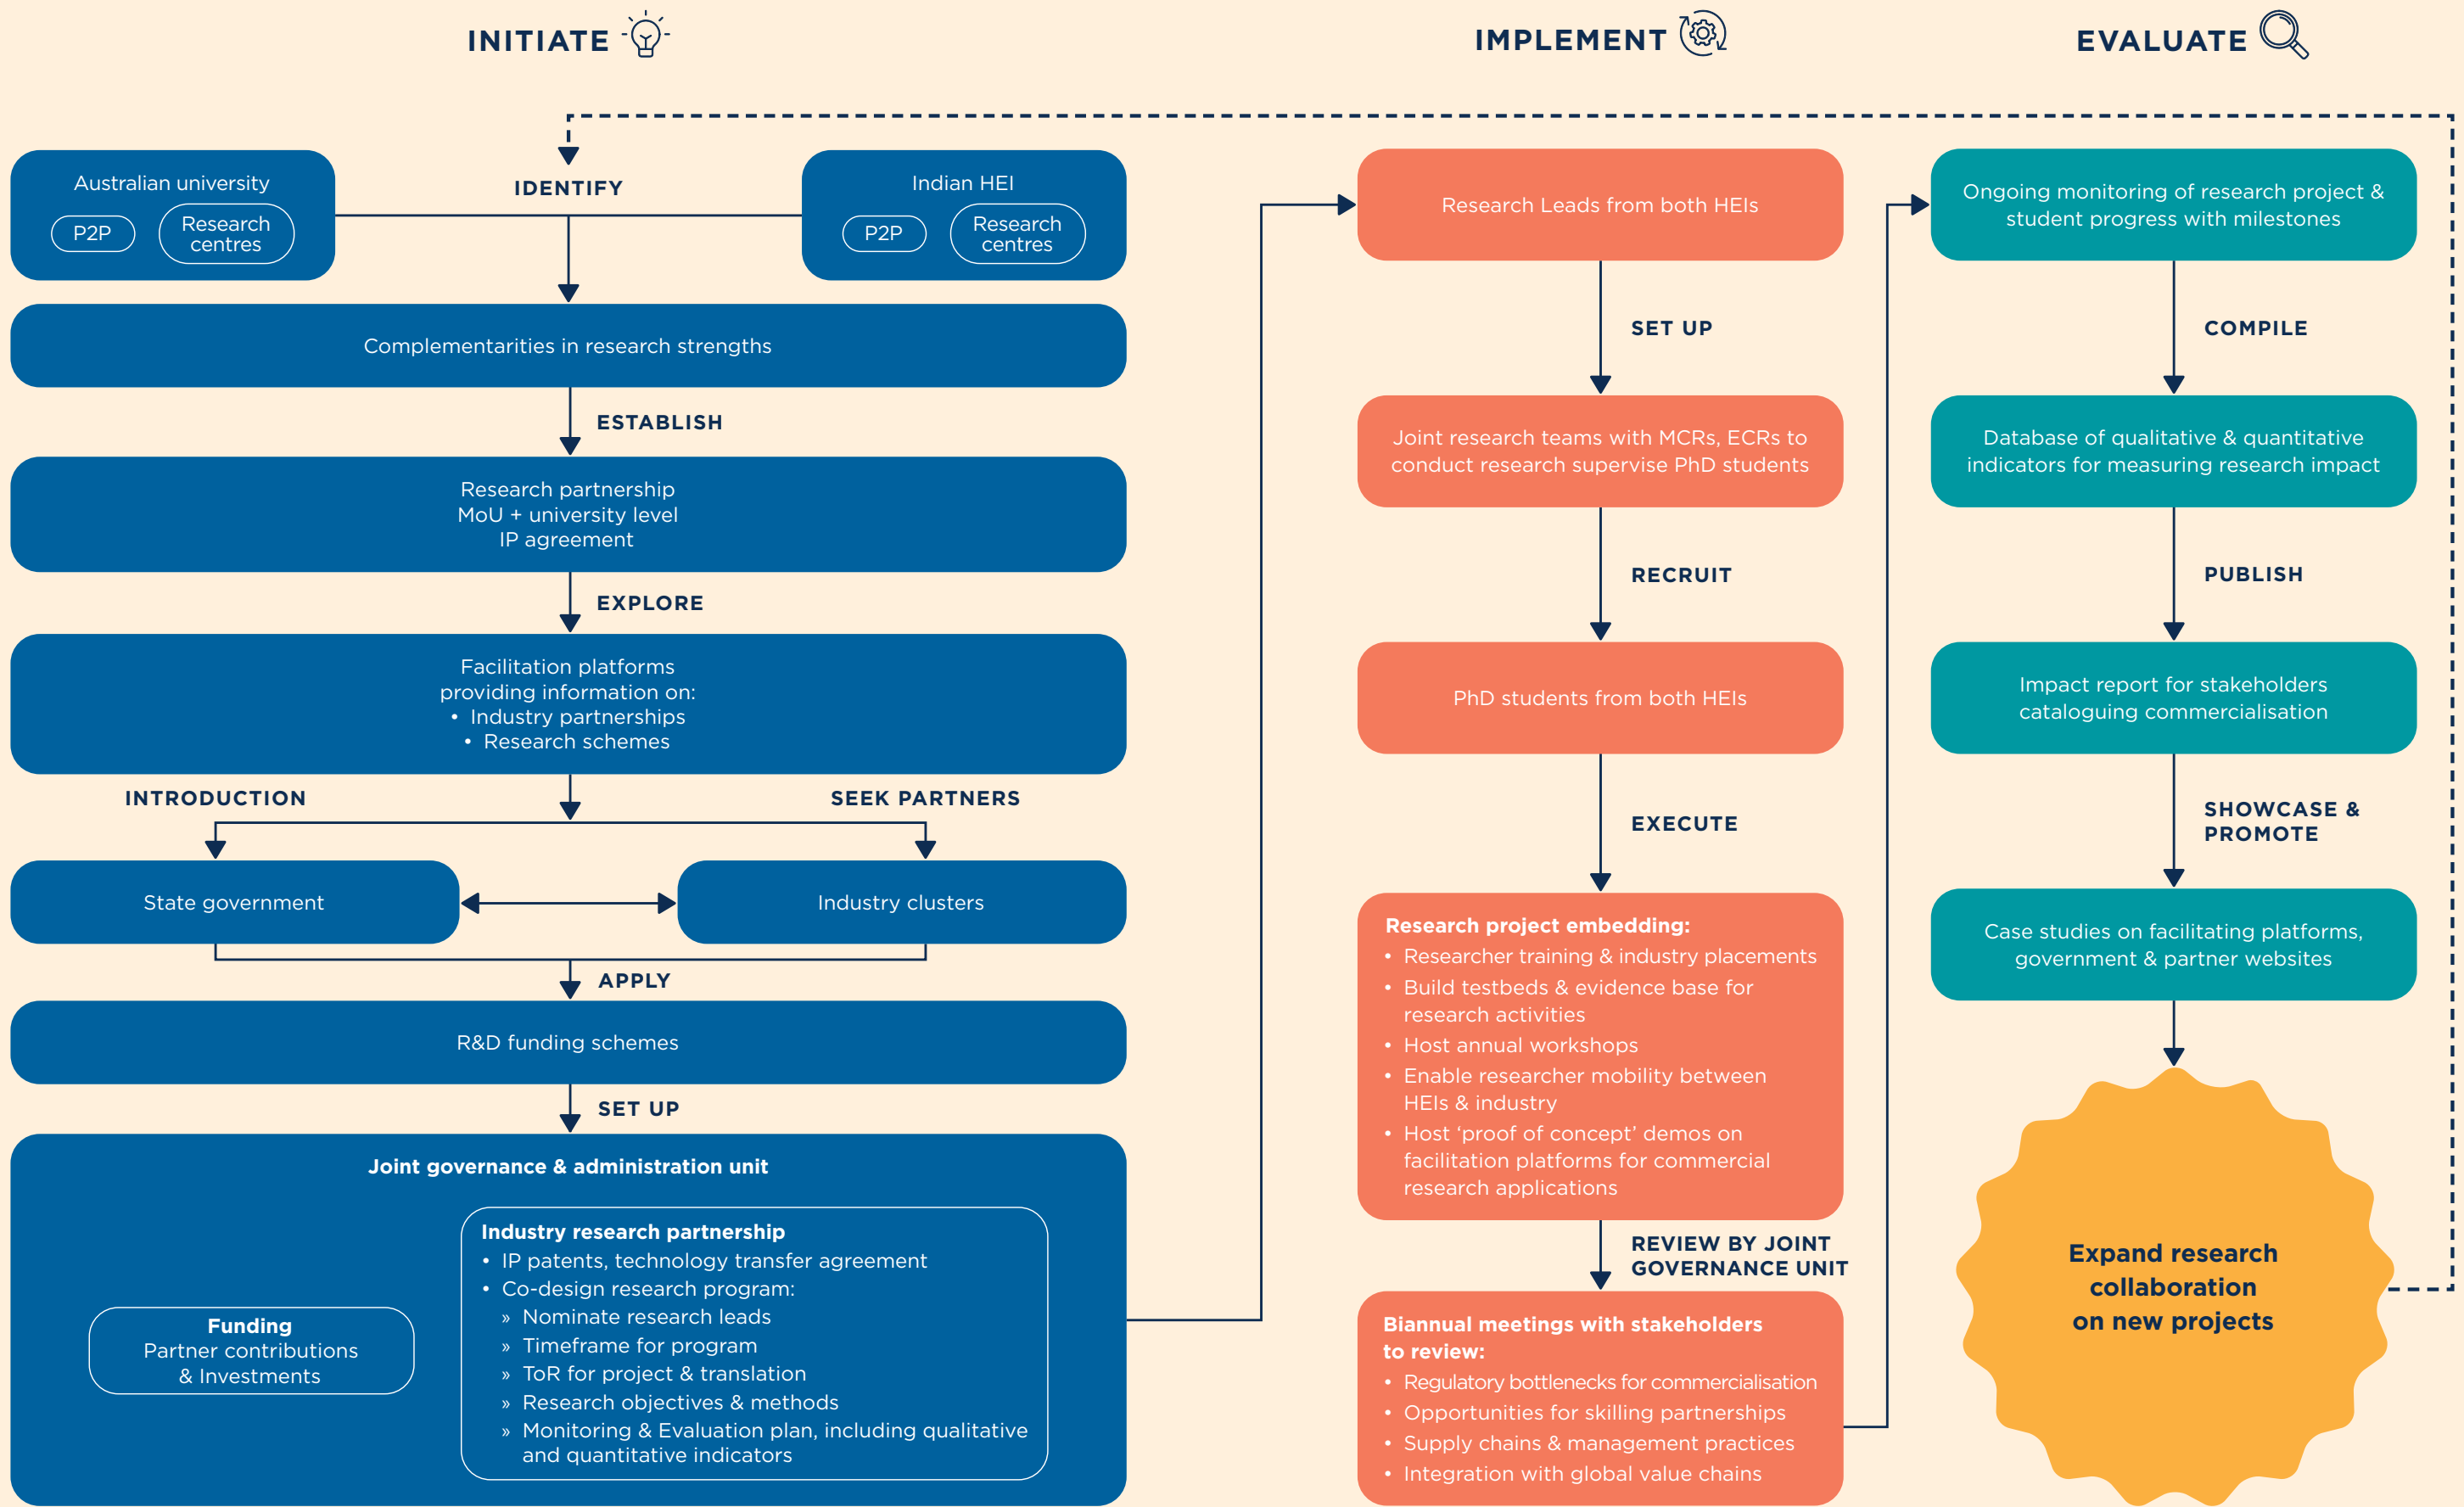 INITIATE
Australian university
P2P
Research
centres
IDENTIFY
Indian HEI
P2P
Research
centres
Complementarities in research strengths
ESTABLISH
Research partnership
MoU + university level
IP agreement
EXPLORE
Facilitation platforms
providing information on:
• Industry partnerships
• Research schemes
INTRODUCTION
SEEK PARTNERS
State government
Industry clusters
APPLY
R&D funding schemes
SET UP
Joint governance & administration unit
Funding
Partner contributions
& Investments
Industry research partnership
• IP patents, technology transfer agreement
• Co-design research program:
» Nominate research leads
» Timeframe for program
» ToR for project & translation
» Research objectives & methods
» Monitoring & Evaluation plan, including qualitative
and quantitative indicators
IMPLEMENT
Research Leads from both HEIs
SET UP
Joint research teams with MCRs, ECRs to
conduct research supervise PhD students
RECRUIT
PhD students from both HEIs
EXECUTE
Research project embedding:
• Researcher training & industry placements
• Build testbeds & evidence base for
research activities
• Host annual workshops
• Enable researcher mobility between
HEIs & industry
• Host ‘proof of concept’ demos on
facilitation platforms for commercial
research applications
REVIEW BY JOINT
GOVERNANCE UNIT
Biannual meetings with stakeholders
to review:
• Regulatory bottlenecks for commercialisation
• Opportunities for skilling partnerships
• Supply chains & management practices
• Integration with global value chains
EVALUATE
Ongoing monitoring of research project &
student progress with milestones
COMPILE
Database of qualitative & quantitative
indicators for measuring research impact
PUBLISH
Impact report for stakeholders
cataloguing commercialisation
SHOWCASE &
PROMOTE
Case studies on facilitating platforms,
government & partner websites
Expand research
collaboration
on new projects